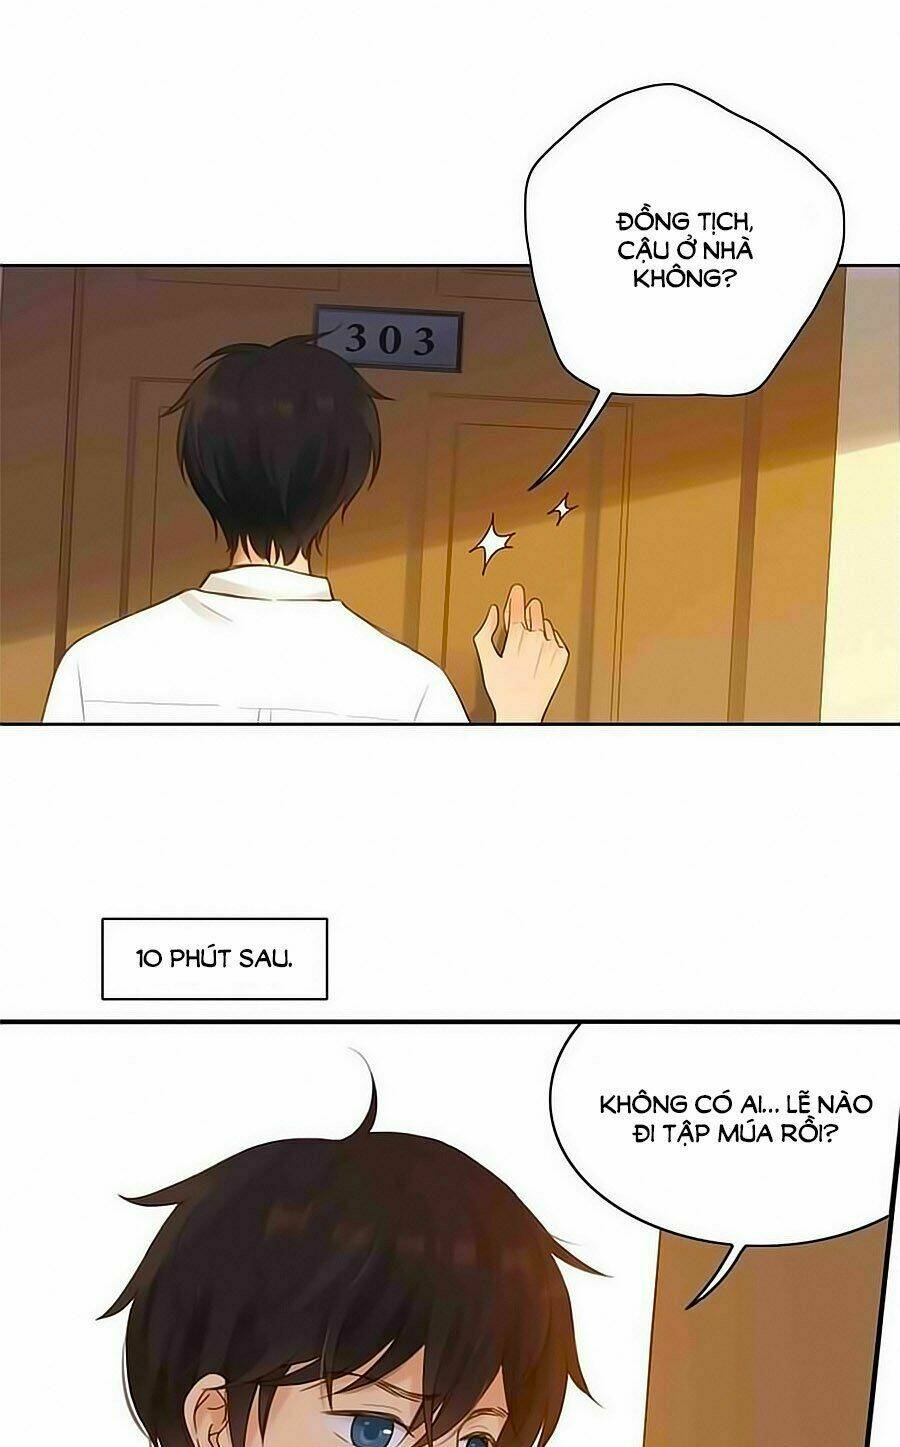 ĐỒNG TỊCH,
CẬU Ở NHÀ
KHÔNG?
303
10 PHÚT SAU.
KHÔNG CÓ AI... LẼ NÀO
ĐI TẬP MÚA RỒI?